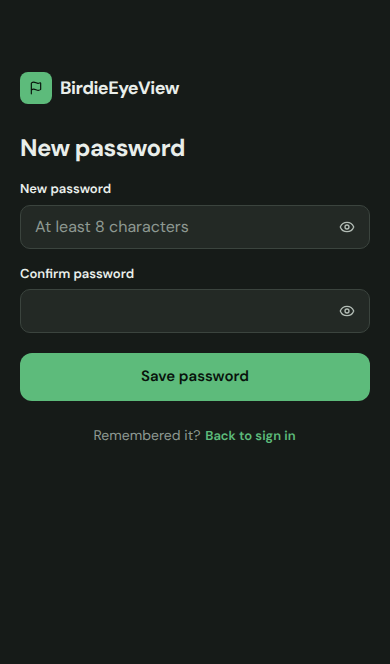 BirdieEyeView
New password
New password
At least 8 characters
Confirm password
Save password
Remembered it? Back to sign in